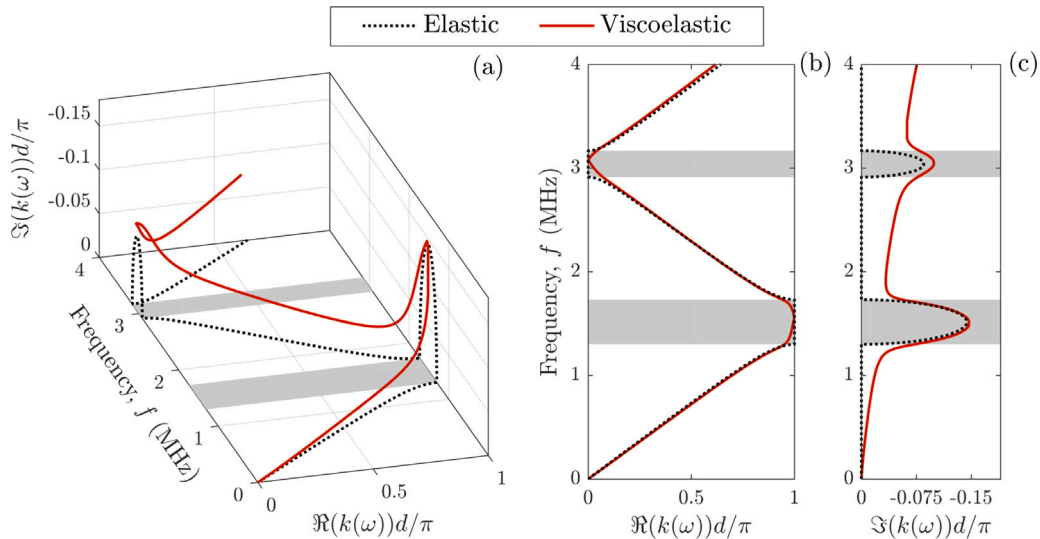 Elastic Viscoelastic
(a)
-0.15
-0.1
-0.05
0
ℑ(k(ω))d/π
4
3
2
1
0
Frequency, f (MHz)
0
0.5
1
ℜ(k(ω))d/π
(b)
4
3
2
1
0
Frequency, f (MHz)
0 0.5 1
ℜ(k(ω))d/π
(c)
4
3
2
1
0
0 -0.075 -0.15
ℑ(k(ω))d/π